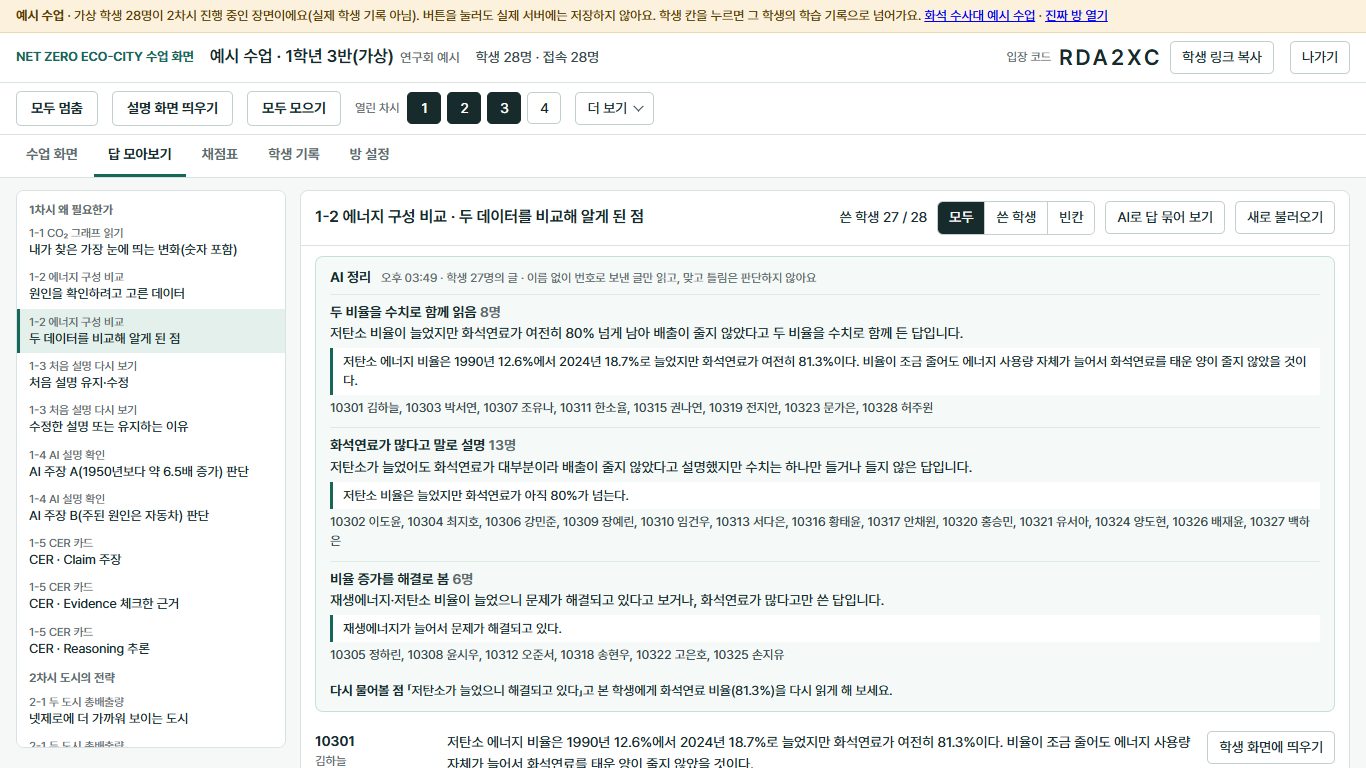 예시 수업 · 가상 학생 28명이 2차시 진행 중인 장면이에요(실제 학생 기록 아님). 버튼을 눌러도 실제 서버에는 저장하지 않아요. 학생 칸을 누르면 그 학생의 학습 기록으로 넘어가요. 화석 수사대 예시 수업 · 진짜 방 열기
NET ZERO ECO-CITY 수업 화면 예시 수업 · 1학년 3반(가상) 연구회 예시 학생 28명 · 접속 28명 입장 코드 RDA2XC 학생 링크 복사 나가기
모두 멈춤 설명 화면 띄우기 모두 모으기 열린 차시 1 2 3 4 더 보기
수업 화면 답 모아보기 채점표 학생 기록 방 설정
1차시 왜 필요한가
1-1 CO₂ 그래프 읽기
내가 찾은 가장 눈에 띄는 변화(숫자 포함)
1-2 에너지 구성 비교
원인을 확인하려고 고른 데이터
1-2 에너지 구성 비교
두 데이터를 비교해 알게 된 점
1-3 처음 설명 다시 보기
처음 설명 유지·수정
1-3 처음 설명 다시 보기
수정한 설명 또는 유지하는 이유
1-4 AI 설명 확인
AI 주장 A(1950년보다 약 6.5배 증가) 판단
1-4 AI 설명 확인
AI 주장 B(주된 원인은 자동차) 판단
1-5 CER 카드
CER · Claim 주장
1-5 CER 카드
CER · Evidence 체크한 근거
1-5 CER 카드
CER · Reasoning 추론
2차시 도시의 전략
2-1 두 도시 총배출량
넷제로에 더 가까워 보이는 도시
2-1 두 도시 총배출량
1-2 에너지 구성 비교 · 두 데이터를 비교해 알게 된 점 쓴 학생 27 / 28 모두 쓴 학생 빈칸 AI로 답 묶어 보기 새로 불러오기
AI 정리 오후 03:49 · 학생 27명의 글 · 이름 없이 번호로 보낸 글만 읽고, 맞고 틀림은 판단하지 않아요
두 비율을 수치로 함께 읽음 8명
저탄소 비율이 늘었지만 화석연료가 여전히 80% 넘게 남아 배출이 줄지 않았다고 두 비율을 수치로 함께 든 답입니다.
저탄소 에너지 비율은 1990년 12.6%에서 2024년 18.7%로 늘었지만 화석연료가 여전히 81.3%이다. 비율이 조금 줄어도 에너지 사용량 자체가 늘어서 화석연료를 태운 양이 줄지 않았을 것이
다.
10301 김하늘, 10303 박서연, 10307 조유나, 10311 한소율, 10315 권나연, 10319 전지안, 10323 문가은, 10328 허주원
화석연료가 많다고 말로 설명 13명
저탄소가 늘었어도 화석연료가 대부분이라 배출이 줄지 않았다고 설명했지만 수치는 하나만 들거나 들지 않은 답입니다.
저탄소 비율은 늘었지만 화석연료가 아직 80%가 넘는다.
10302 이도윤, 10304 최지호, 10306 강민준, 10309 장예린, 10310 임건우, 10313 서다은, 10316 황태윤, 10317 안채원, 10320 홍승민, 10321 유서아, 10324 양도현, 10326 배재윤, 10327 백하
은
비율 증가를 해결로 봄 6명
재생에너지·저탄소 비율이 늘었으니 문제가 해결되고 있다고 보거나, 화석연료가 많다고만 쓴 답입니다.
재생에너지가 늘어서 문제가 해결되고 있다.
10305 정하린, 10308 윤시우, 10312 오준서, 10318 송현우, 10322 고은호, 10325 손지유
다시 물어볼 점 「저탄소가 늘었으니 해결되고 있다」고 본 학생에게 화석연료 비율(81.3%)을 다시 읽게 해 보세요.
10301 저탄소 에너지 비율은 1990년 12.6%에서 2024년 18.7%로 늘었지만 화석연료가 여전히 81.3%이다. 비율이 조금 줄어도 에너지 사용량 학생 화면에 띄우기
김하늘 자체가 늘어서 화석연료를 태운 양이 줄지 않았을 것이다.